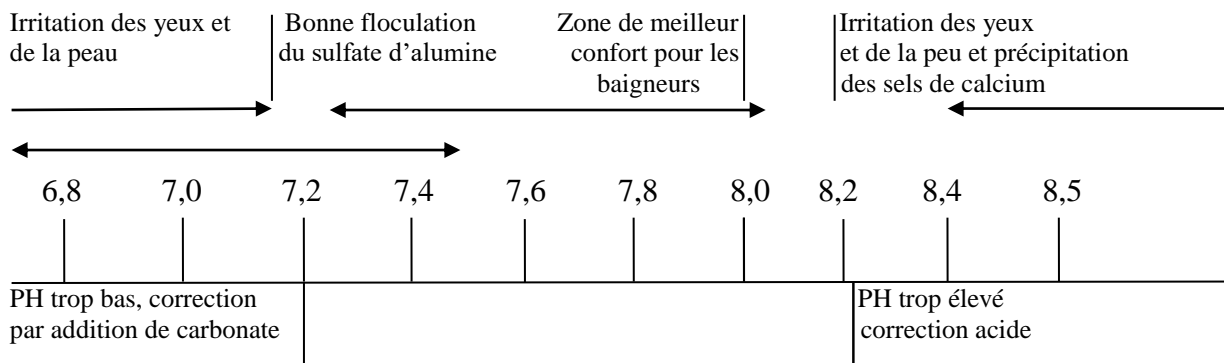 Irritation des yeux et
de la peau
Bonne floculation
du sulfate d'alumine
Zone de meilleur
confort pour les
baigneurs
Irritation des yeux
et de la peu et précipitation
des sels de calcium
6,8 7,0 7,2 7,4 7,6 7,8 8,0 8,2 8,4 8,5
PH trop bas, correction
par addition de carbonate
PH trop élevé
correction acide